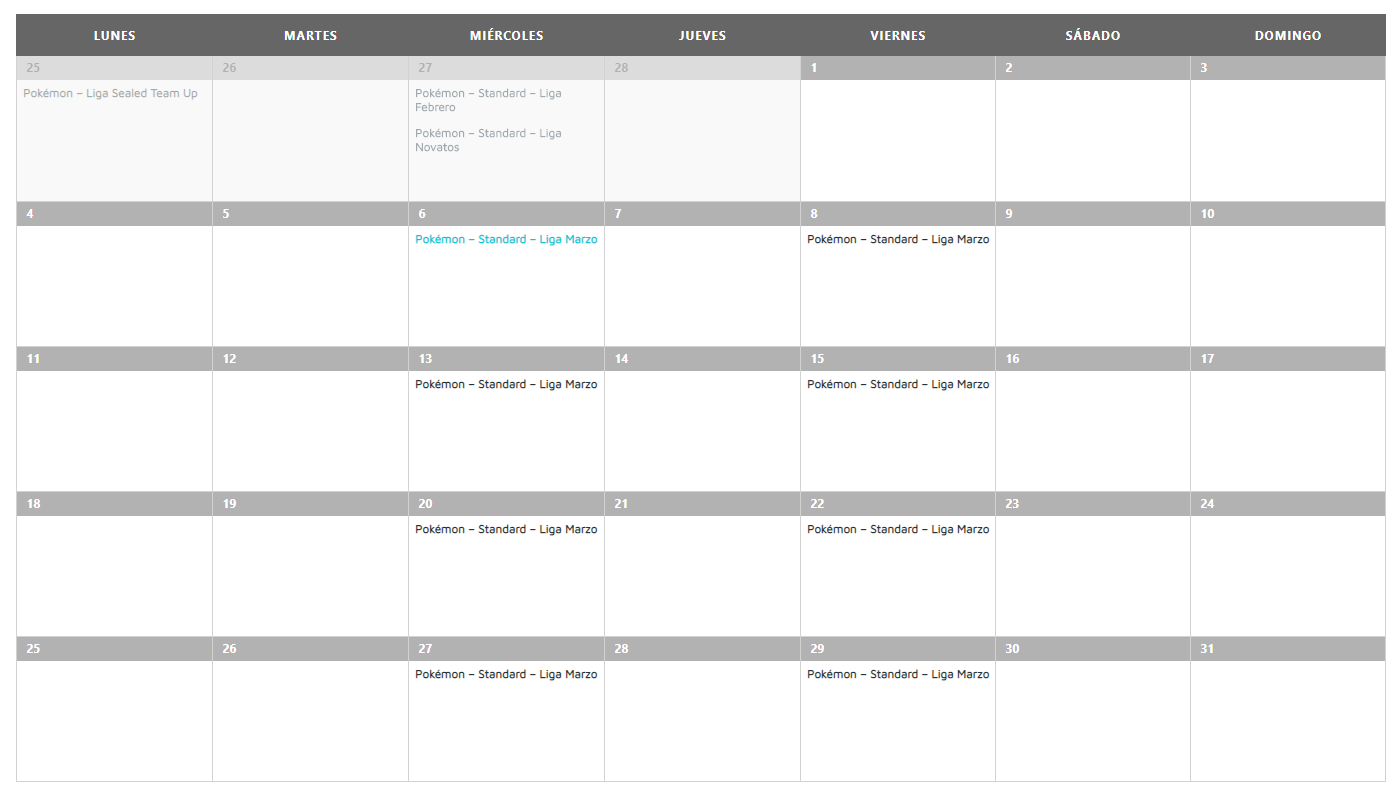 LUNES MARTES MIÉRCOLES JUEVES VIERNES SÁBADO DOMINGO
25 26 27 28 1 2 3
Pokémon – Liga Sealed Team Up
Pokémon – Standard – Liga
Febrero
Pokémon – Standard – Liga
Novatos
4 5 6 7 8 9 10
Pokémon – Standard – Liga Marzo
Pokémon – Standard – Liga Marzo
11 12 13 14 15 16 17
Pokémon – Standard – Liga Marzo
Pokémon – Standard – Liga Marzo
18 19 20 21 22 23 24
Pokémon – Standard – Liga Marzo
Pokémon – Standard – Liga Marzo
25 26 27 28 29 30 31
Pokémon – Standard – Liga Marzo
Pokémon – Standard – Liga Marzo